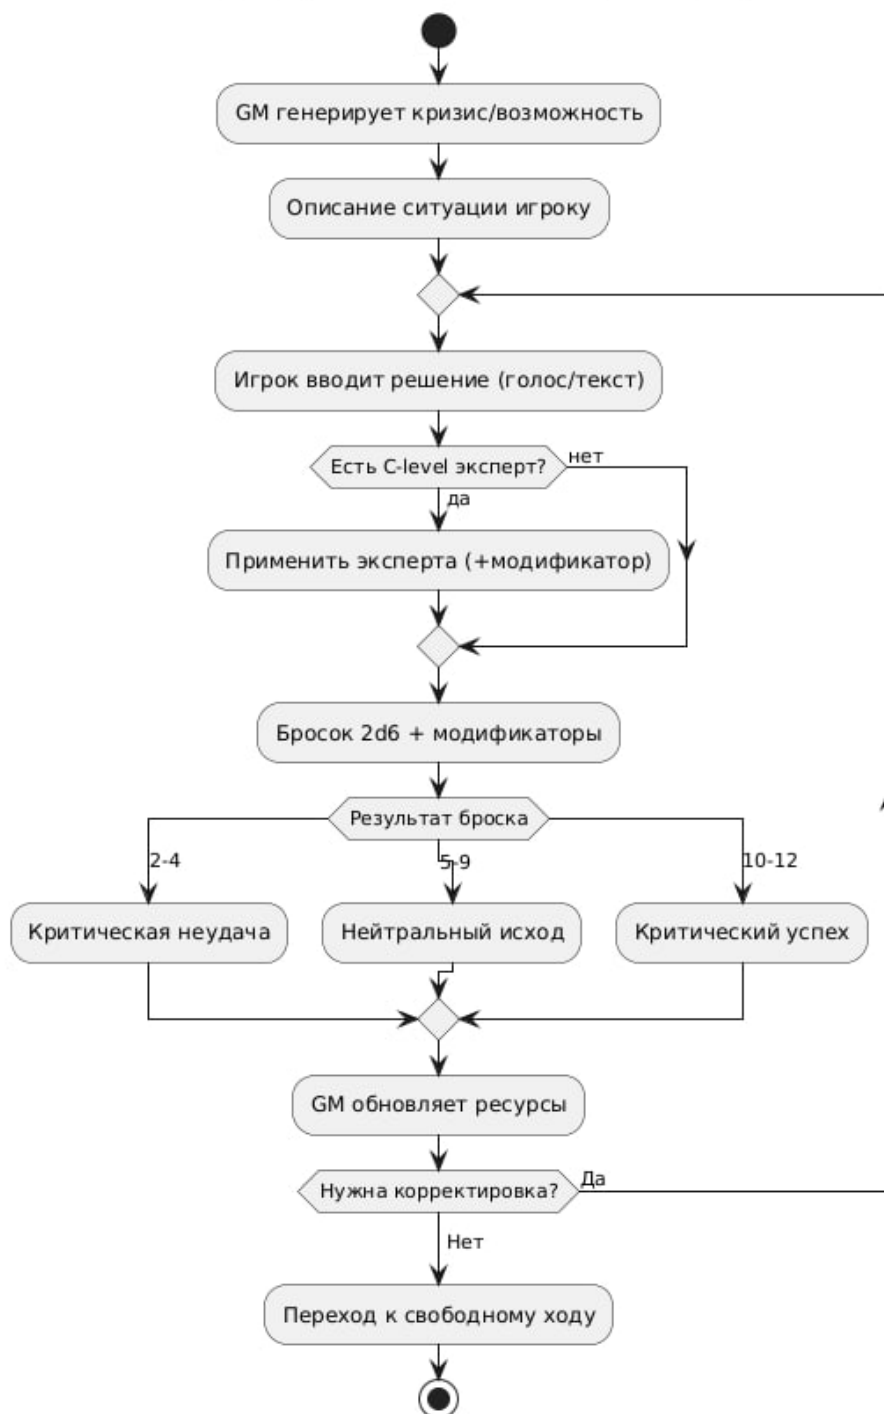 GM генерирует кризис/возможность
Описание ситуации игроку
Игрок вводит решение (голос/текст)
Есть C-level эксперт?
нет
да
Применить эксперта (+модификатор)
Бросок 2d6 + модификаторы
Результат броска
2-4
5-9
10-12
Критическая неудача
Нейтральный исход
Критический успех
GM обновляет ресурсы
Нужна корректировка?
Да
Нет
Переход к свободному ходу